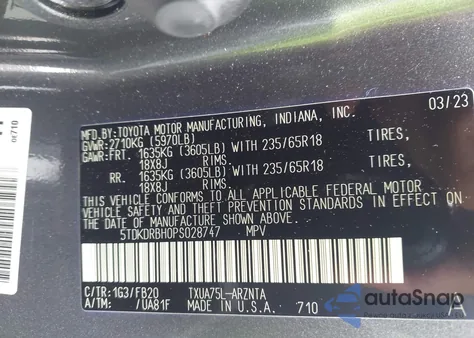 MFD.BY: TOYOTA MOTOR MANUFACTURING, INDIANA, INC. 03/23
GVWR: 2710KG (5970LB)
GAWR: FRT. 1635KG (3605LB) WITH 235/65R18 TIRES,
18X8J RIMS.
RR. 1635KG (3605LB) WITH 235/65R18 TIRES,
18X8J RIMS.
THIS VEHICLE CONFORMS TO ALL APPLICABLE FEDERAL MOTOR
VEHICLE SAFETY STANDARDS IN EFFECT ON
THE DATE OF MANUFACTURE SHOWN ABOVE.
5TDKDRBH0PS028747 MPV
C/TR: 1G3/FB20 TXUA75L-ARZNTA
A/TM: /UA81F MADE IN U.S.A. 710 A
autoSnap